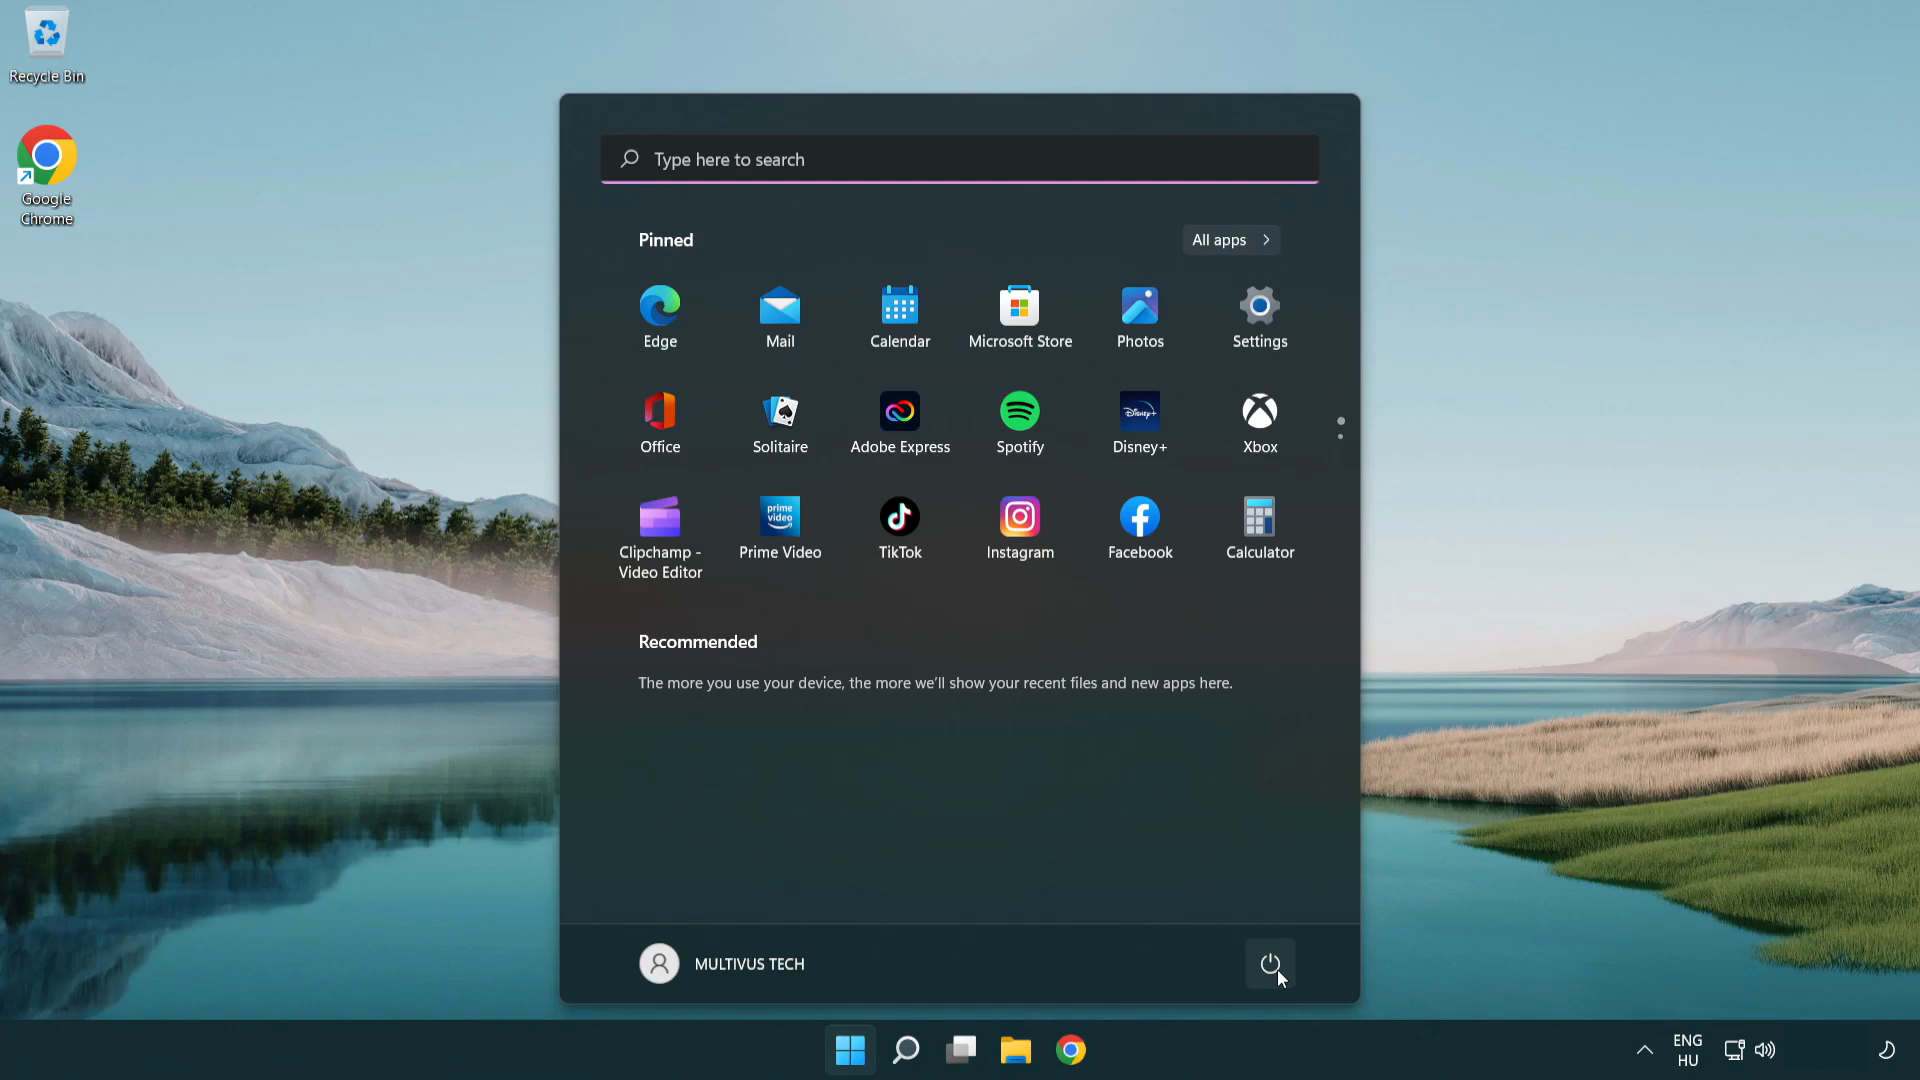 Recycle Bin
Google
Chrome
Type here to search
Pinned
All apps
Edge
Mail
Calendar
Microsoft Store
Photos
Settings
Disney+
Office
Solitaire
Adobe Express
Spotify
Disney+
Xbox
prime
video
Clipchamp -
Video Editor
Prime Video
TikTok
Instagram
Facebook
Calculator
Recommended
The more you use your device, the more we'll show your recent files and new apps here.
MULTIVUS TECH
ENG
HU